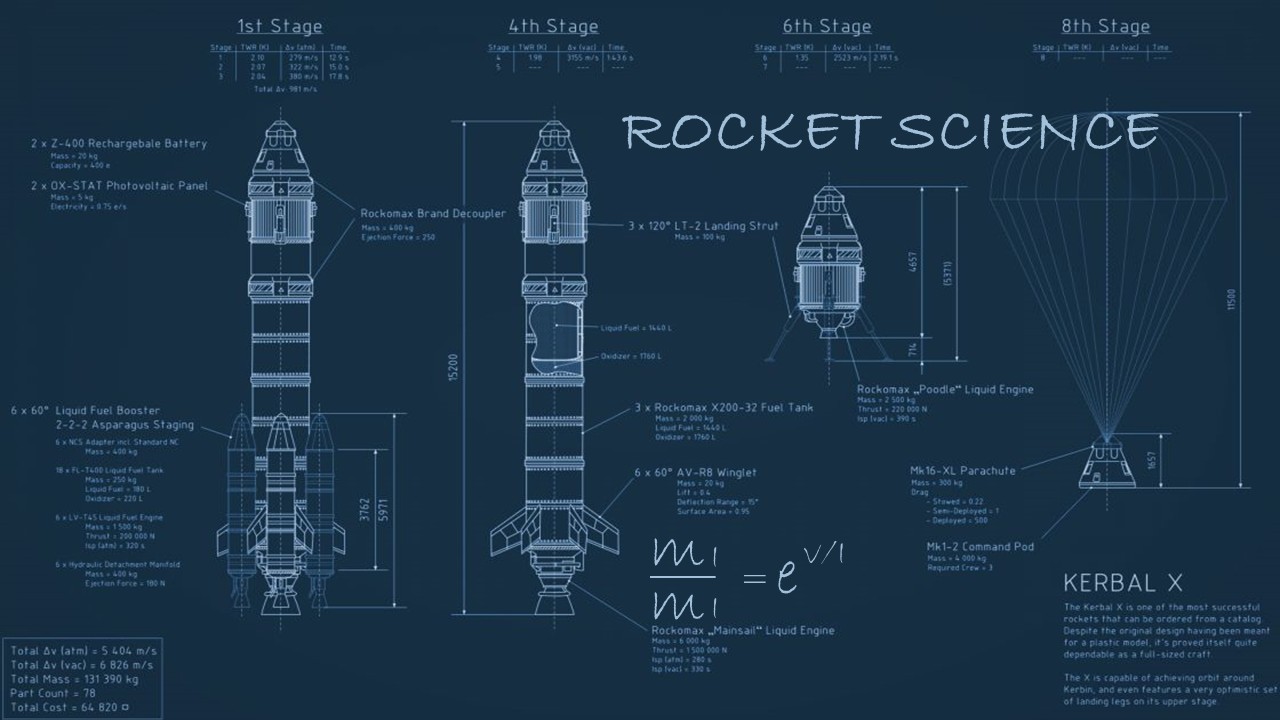 1st Stage
Stage | TWR (K) | Δv (atm) | Time
1 2.10 279 m/s 12.9 s
2 2.07 322 m/s 15.0 s
3 2.04 380 m/s 17.8 s
Total Δv: 981 m/s
4th Stage
Stage | TWR (K) | Δv (vac) | Time
4 1.98 3155 m/s 143.6 s
5 --- --- ---
6th Stage
Stage | TWR (K) | Δv (vac) | Time
6 1.35 2523 m/s 219.1 s
7 --- --- ---
8th Stage
Stage | TWR (K) | Δv (vac) | Time
8 --- --- ---
ROCKET SCIENCE
2 x Z-400 Rechargebale Battery
Mass = 20 kg
Capacity = 400 e
2 x OX-STAT Photovoltaic Panel
Mass = 5 kg
Electricity = 0.75 e/s
Rockomax Brand Decoupler
Mass = 400 kg
Ejection Force = 250
6 x 60° Liquid Fuel Booster
2-2-2 Asparagus Staging
6 x NCS Adapter incl. Standard NC
Mass = 400 kg
18 x FL-T400 Liquid Fuel Tank
Mass = 250 kg
Liquid Fuel = 180 L
Oxidizer = 220 L
6 x LV-T45 Liquid Fuel Engine
Mass = 1 500 kg
Thrust = 200 000 N
Isp (atm) = 320 s
6 x Hydraulic Detachment Manifold
Mass = 400 kg
Ejection Force = 180 N
3762
5971
15200
3 x 120° LT-2 Landing Strut
Mass = 100 kg
Liquid Fuel = 1440 L
Oxidizer = 1760 L
3 x Rockomax X200-32 Fuel Tank
Mass = 2 000 kg
Liquid Fuel = 1440 L
Oxidizer = 1760 L
6 x 60° AV-R8 Winglet
Mass = 20 kg
Lift = 0.4
Deflection Range = 15°
Surface Area = 0.95
m1
m1
= e v/1
Rockomax „Mainsail“ Liquid Engine
Mass = 6 000 kg
Thrust = 1 500 000 N
Isp (atm) = 280 s
Isp (vac) = 330 s
4657
(5371)
714
Rockomax „Poodle“ Liquid Engine
Mass = 2 500 kg
Thrust = 220 000 N
Isp (vac) = 390 s
11500
1657
Mk16-XL Parachute
Mass = 300 kg
Drag
- Stowed = 0.22
- Semi-Deployed = 1
- Deployed = 500
Mk1-2 Command Pod
Mass = 4 000 kg
Required Crew = 3
KERBAL X
The Kerbal X is one of the most successful
rockets that can be ordered from a catalog.
Despite the original design having been meant
for a plastic model, it's proved itself quite
dependable as a full-sized craft.
The X is capable of achieving orbit around
Kerbin, and even features a very optimistic set
of landing legs on its upper stage.
Total Δv (atm) = 5 404 m/s
Total Δv (vac) = 6 826 m/s
Total Mass = 131 390 kg
Part Count = 78
Total Cost = 64 820 ¤